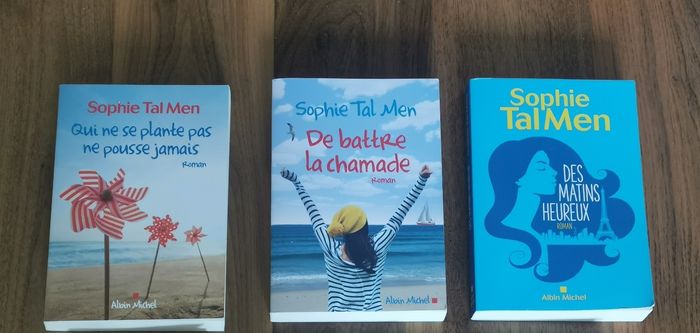 Sophie Tal Men
Qui ne se plante pas
ne pousse jamais
Roman
Albin Michel
Sophie Tal Men
De battre
la chamade
Roman
Albin Michel
Sophie
Tal Men
DES
MATINS
HEUREUX
ROMAN
Albin Michel